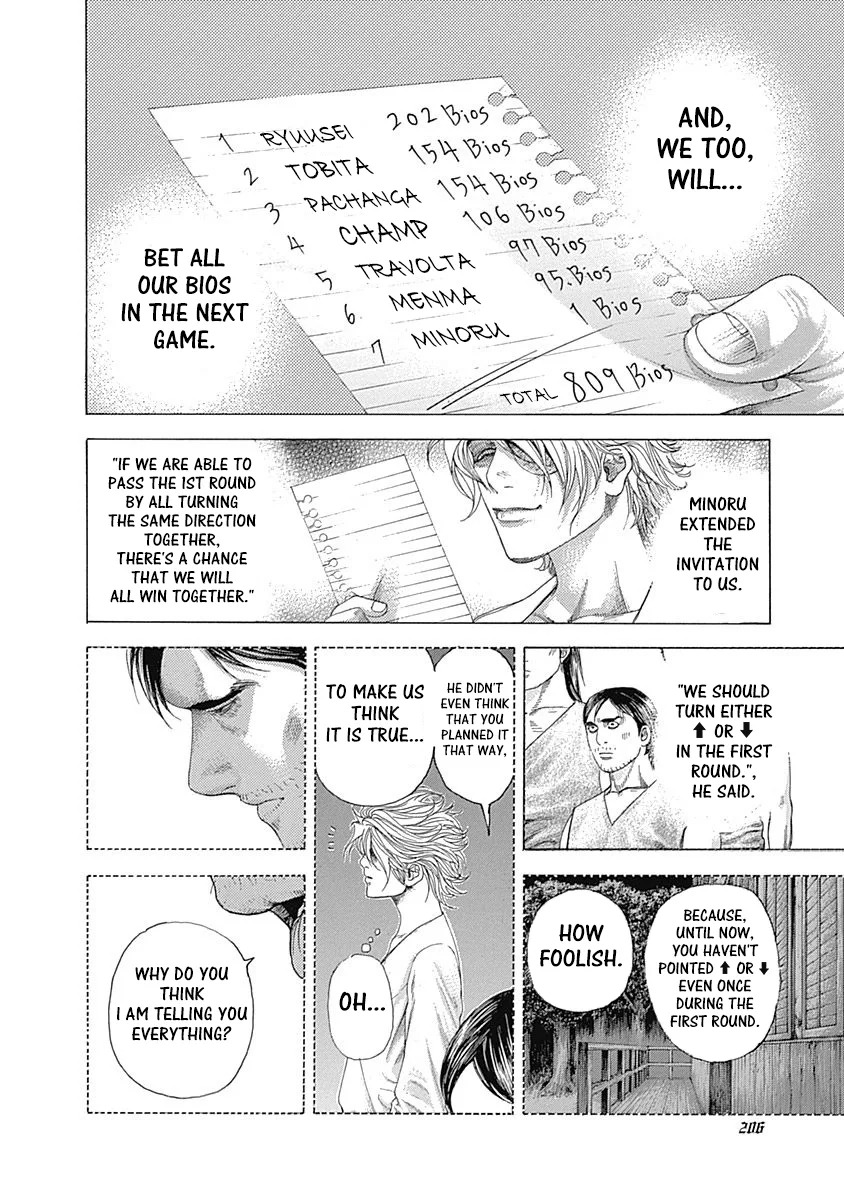 AND,
WE TOO,
WILL...
1 RYUUSEI 202 Bios
2 TOBITA 154 Bios
3 PACHANGA 154 Bios
4 CHAMP 106 Bios
5 TRAVOLTA 97 Bios
6 MENMA 95.Bios
7 MINORU 1 Bios
TOTAL 809 Bios
BET ALL
OUR BIOS
IN THE NEXT
GAME.
MINORU
EXTENDED
THE
INVITATION
TO US.
"IF WE ARE ABLE TO
PASS THE 1ST ROUND
BY ALL TURNING
THE SAME DIRECTION
TOGETHER,
THERE'S A CHANCE
THAT WE WILL
ALL WIN TOGETHER."
"WE SHOULD
TURN EITHER
⬆ OR ⬇
IN THE FIRST
ROUND.",
HE SAID.
BECAUSE,
UNTIL NOW,
YOU HAVEN'T
POINTED ⬆ OR ⬇
EVEN ONCE
DURING THE
FIRST ROUND.
HOW
FOOLISH.
HE DIDN'T
EVEN THINK
THAT YOU
PLANNED IT
THAT WAY,
TO MAKE US
THINK
IT IS TRUE...
OH...
WHY DO YOU
THINK
I AM TELLING YOU
EVERYTHING?
206